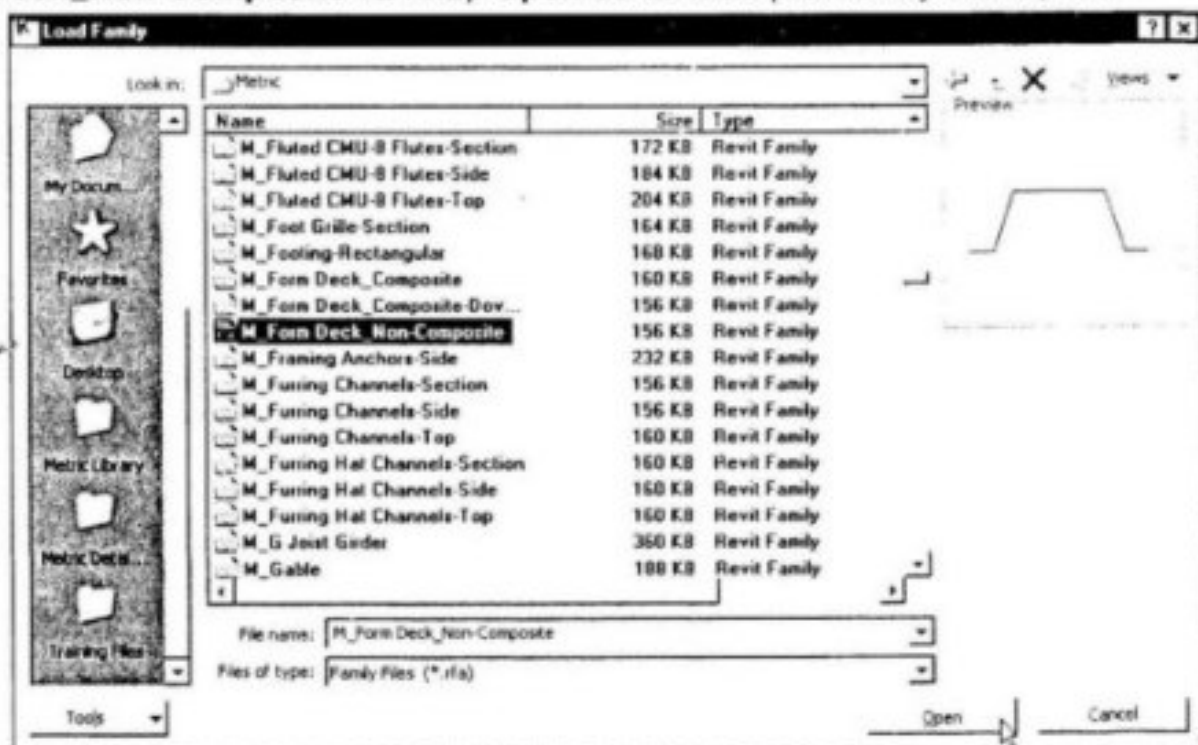 Load Family
Look in: Metric
Views
Preview
Name Size Type
M_Fluted CMU-8 Flutes-Section 172 KB Revit Family
M_Fluted CMU-8 Flutes-Side 184 KB Revit Family
M_Fluted CMU-8 Flutes-Top 204 KB Revit Family
M_Foot Grille-Section 164 KB Revit Family
M_Footing-Rectangular 168 KB Revit Family
M_Form Deck_Composite 160 KB Revit Family
M_Form Deck_Composite-Dov... 156 KB Revit Family
M_Form Deck_Non-Composite 156 KB Revit Family
M_Framing Anchors-Side 232 KB Revit Family
M_Furring Channels-Section 156 KB Revit Family
M_Furring Channels-Side 156 KB Revit Family
M_Furring Channels-Top 160 KB Revit Family
M_Furring Hat Channels-Section 160 KB Revit Family
M_Furring Hat Channels-Side 160 KB Revit Family
M_Furring Hat Channels-Top 160 KB Revit Family
M_G Joist Girder 360 KB Revit Family
M_Gable 188 KB Revit Family
My Docum...
Favorites
Desktop
Metric Library
Metric Detai...
Training Files
File name: M_Form Deck_Non-Composite
Files of type: Family Files (*.rfa)
Tools
Open
Cancel